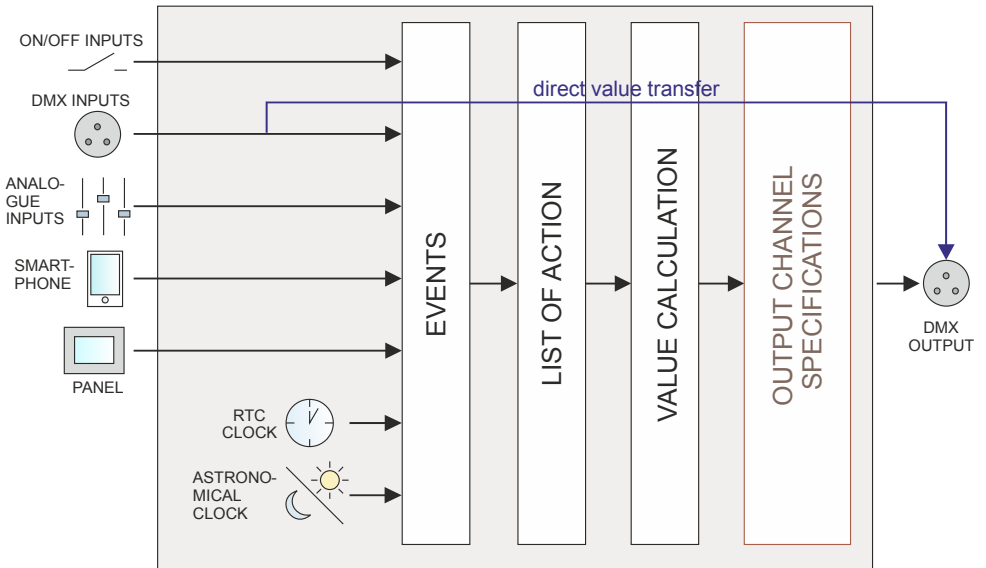 ON/OFF INPUTS
DMX INPUTS
direct value transfer
ANALO-
GUE
INPUTS
SMART-
PHONE
PANEL
RTC
CLOCK
ASTRONO-
MICAL
CLOCK
EVENTS
LIST OF ACTION
VALUE CALCULATION
OUTPUT CHANNEL
SPECIFICATIONS
DMX
OUTPUT